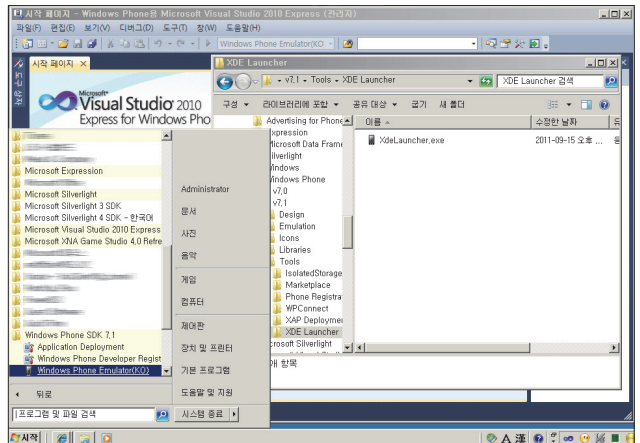 시작 페이지 - Windows Phone용 Microsoft Visual Studio 2010 Express (관리자)
파일(F) 편집(E) 보기(V) 디버그(D) 도구(T) 창(W) 도움말(H)
Windows Phone Emulator(KO)
도구 상자
시작 페이지
Microsoft
Visual Studio 2010
Express for Windows Pho
XDE Launcher
v7.1 ▸ Tools ▸ XDE Launcher
XDE Launcher 검색
구성 라이브러리에 포함 공유 대상 굽기 새 폴더
Advertising for Phone
xpression
Microsoft Data Frame
ilverlight
indows
indows Phone
v7.0
v7.1
Design
Emulation
Icons
Libraries
Tools
IsolatedStorage
Marketplace
Phone Registra
WPConnect
XAP Deploymen
XDE Launcher
crosoft Silverlight
이름 수정한 날짜
XdeLauncher.exe 2011-09-15 오후 ...
개 항목
Microsoft Expression
Microsoft Silverlight
Microsoft Silverlight 3 SDK
Microsoft Silverlight 4 SDK - 한국어
Microsoft Visual Studio 2010 Express
Microsoft XNA Game Studio 4.0 Refre
Windows Phone SDK 7.1
Application Deployment
Windows Phone Developer Regist
Windows Phone Emulator(KO)
뒤로
프로그램 및 파일 검색
Administrator
문서
사진
음악
게임
컴퓨터
제어판
장치 및 프린터
기본 프로그램
도움말 및 지원
시스템 종료
시작
A 漢